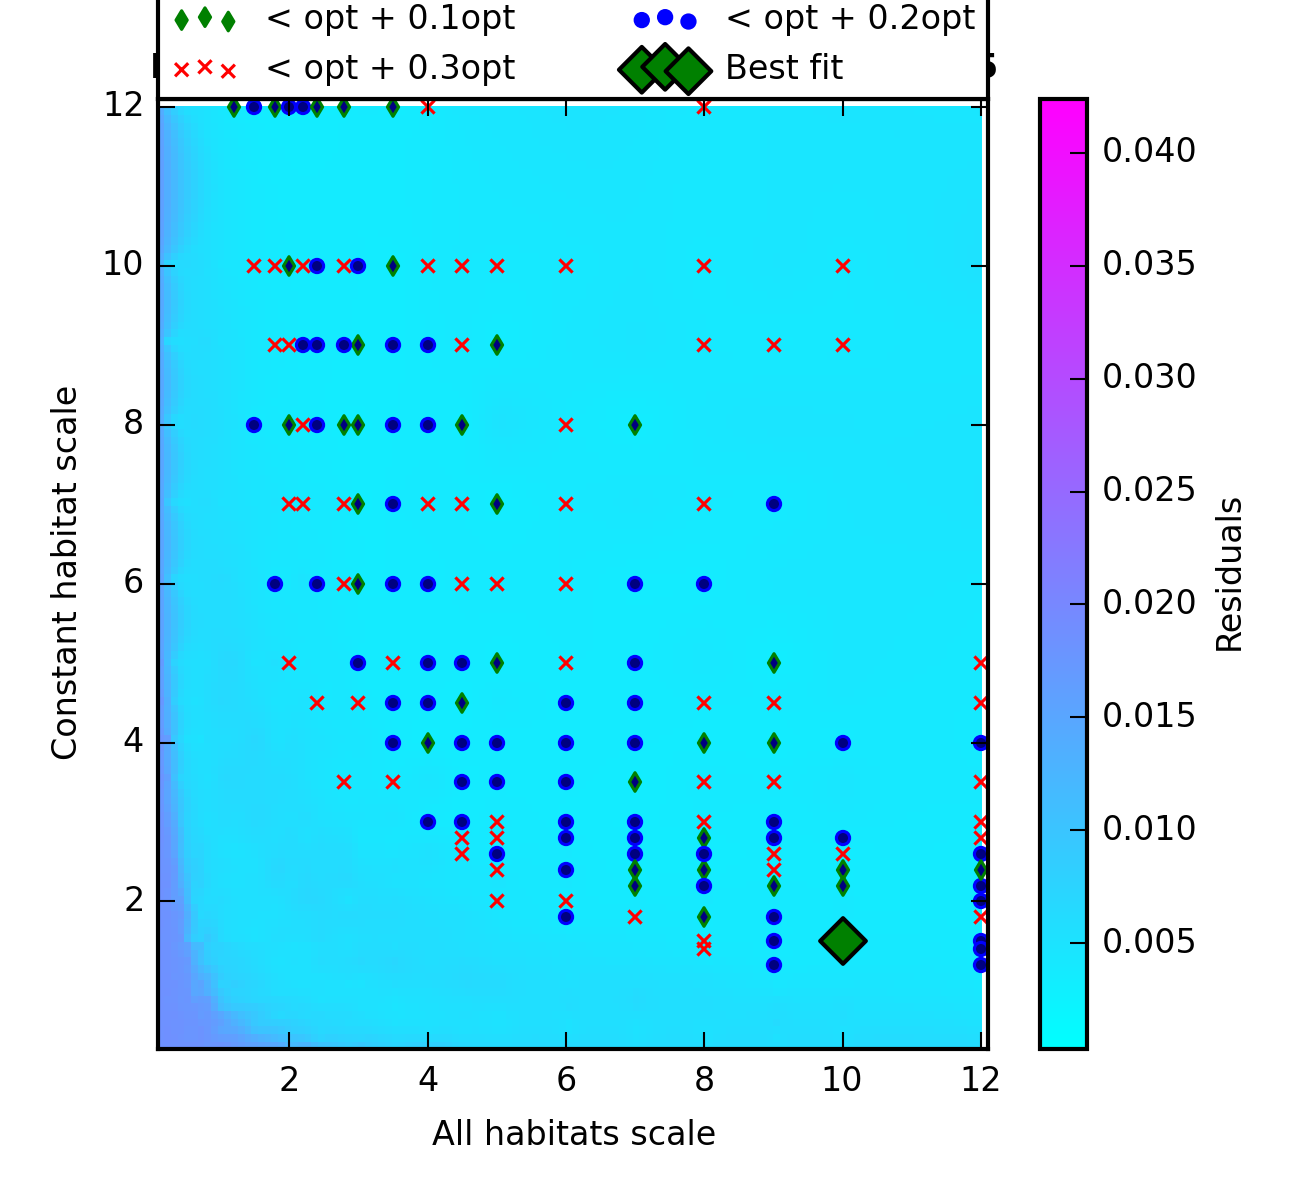 < opt + 0.1opt < opt + 0.2opt
< opt + 0.3opt Best fit
12
10
8
6
4
2
Constant habitat scale
2 4 6 8 10 12
All habitats scale
0.040
0.035
0.030
0.025
0.020
0.015
0.010
0.005
Residuals